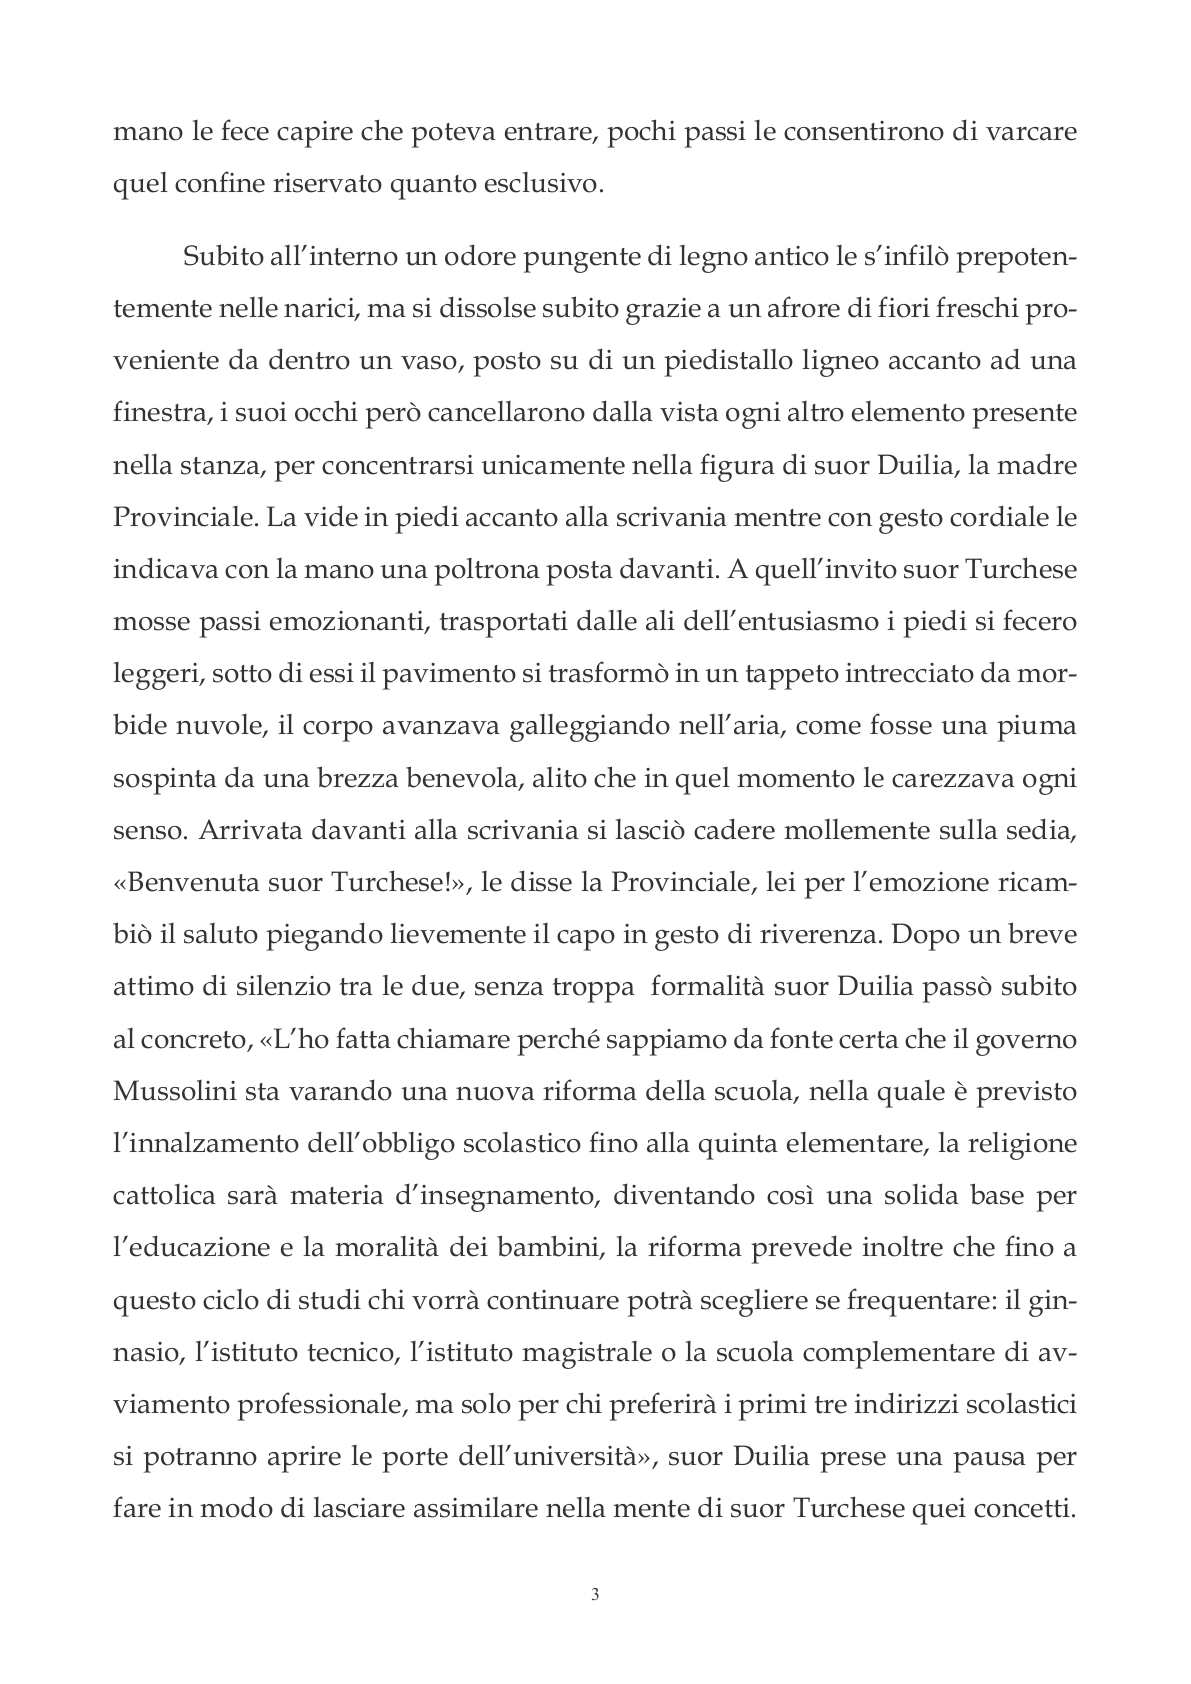 mano le fece capire che poteva entrare, pochi passi le consentirono di varcare
quel confine riservato quanto esclusivo.
Subito all’interno un odore pungente di legno antico le s’infilò prepoten-
temente nelle narici, ma si dissolse subito grazie a un afrore di fiori freschi pro-
veniente da dentro un vaso, posto su di un piedistallo ligneo accanto ad una
finestra, i suoi occhi però cancellarono dalla vista ogni altro elemento presente
nella stanza, per concentrarsi unicamente nella figura di suor Duilia, la madre
Provinciale. La vide in piedi accanto alla scrivania mentre con gesto cordiale le
indicava con la mano una poltrona posta davanti. A quell’invito suor Turchese
mosse passi emozionanti, trasportati dalle ali dell’entusiasmo i piedi si fecero
leggeri, sotto di essi il pavimento si trasformò in un tappeto intrecciato da mor-
bide nuvole, il corpo avanzava galleggiando nell’aria, come fosse una piuma
sospinta da una brezza benevola, alito che in quel momento le carezzava ogni
senso. Arrivata davanti alla scrivania si lasciò cadere mollemente sulla sedia,
«Benvenuta suor Turchese!», le disse la Provinciale, lei per l’emozione ricam-
biò il saluto piegando lievemente il capo in gesto di riverenza. Dopo un breve
attimo di silenzio tra le due, senza troppa  formalità suor Duilia passò subito
al concreto, «L’ho fatta chiamare perché sappiamo da fonte certa che il governo
Mussolini sta varando una nuova riforma della scuola, nella quale è previsto
l’innalzamento dell’obbligo scolastico fino alla quinta elementare, la religione
cattolica sarà materia d’insegnamento, diventando così una solida base per
l’educazione e la moralità dei bambini, la riforma prevede inoltre che fino a
questo ciclo di studi chi vorrà continuare potrà scegliere se frequentare: il gin-
nasio, l’istituto tecnico, l’istituto magistrale o la scuola complementare di av-
viamento professionale, ma solo per chi preferirà i primi tre indirizzi scolastici
si potranno aprire le porte dell’università», suor Duilia prese una pausa per
fare in modo di lasciare assimilare nella mente di suor Turchese quei concetti.
3